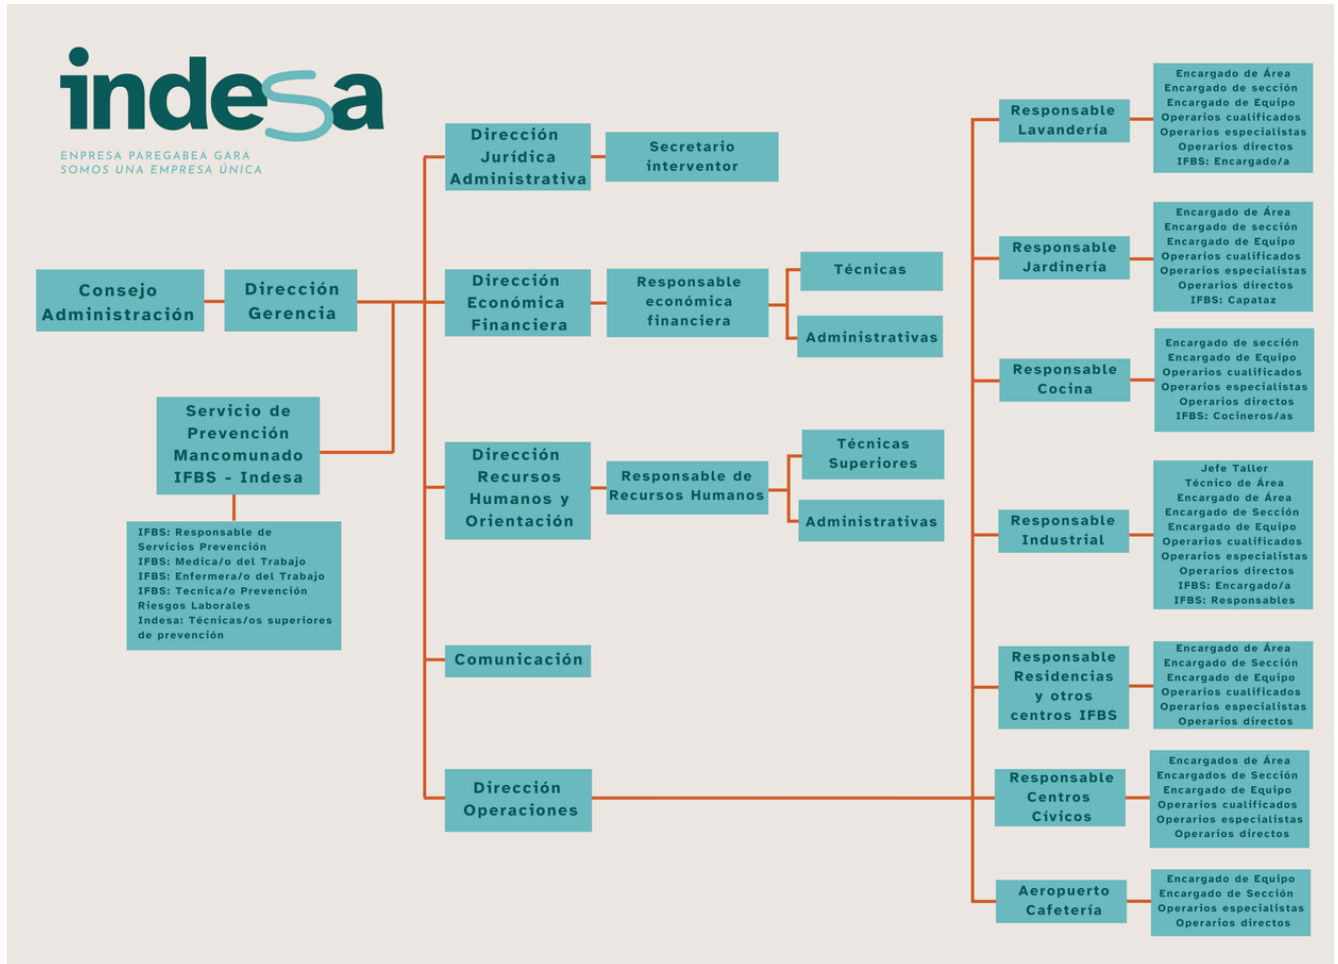 indesa
ENPRESA PAREGABEA GARA
SOMOS UNA EMPRESA ÚNICA
Consejo
Administración
Dirección
Gerencia
Servicio de
Prevención
Mancomunado
IFBS - Indesa
IFBS: Responsable de
Servicios Prevención
IFBS: Medica/o del Trabajo
IFBS: Enfermera/o del Trabajo
IFBS: Tecnica/o Prevención
Riesgos Laborales
Indesa: Técnicas/os superiores
de prevención
Dirección
Jurídica
Administrativa
Secretario
interventor
Dirección
Económica
Financiera
Responsable
económica
financiera
Técnicas
Administrativas
Dirección
Recursos
Humanos y
Orientación
Responsable de
Recursos Humanos
Técnicas
Superiores
Administrativas
Comunicación
Dirección
Operaciones
Responsable
Lavandería
Encargado de Área
Encargado de sección
Encargado de Equipo
Operarios cualificados
Operarios especialistas
Operarios directos
IFBS: Encargado/a
Responsable
Jardinería
Encargado de Área
Encargado de sección
Encargado de Equipo
Operarios cualificados
Operarios especialistas
Operarios directos
IFBS: Capataz
Responsable
Cocina
Encargado de sección
Encargado de Equipo
Operarios cualificados
Operarios especialistas
Operarios directos
IFBS: Cocineros/as
Responsable
Industrial
Jefe Taller
Técnico de Área
Encargado de Área
Encargado de Sección
Encargado de Equipo
Operarios cualificados
Operarios especialistas
Operarios directos
IFBS: Encargado/a
IFBS: Responsables
Responsable
Residencias
y otros
centros IFBS
Encargado de Área
Encargado de Sección
Encargado de Equipo
Operarios cualificados
Operarios especialistas
Operarios directos
Responsable
Centros
Cívicos
Encargados de Área
Encargados de Sección
Encargado de Equipo
Operarios cualificados
Operarios especialistas
Operarios directos
Aeropuerto
Cafetería
Encargado de Equipo
Encargado de Sección
Operarios especialistas
Operarios directos